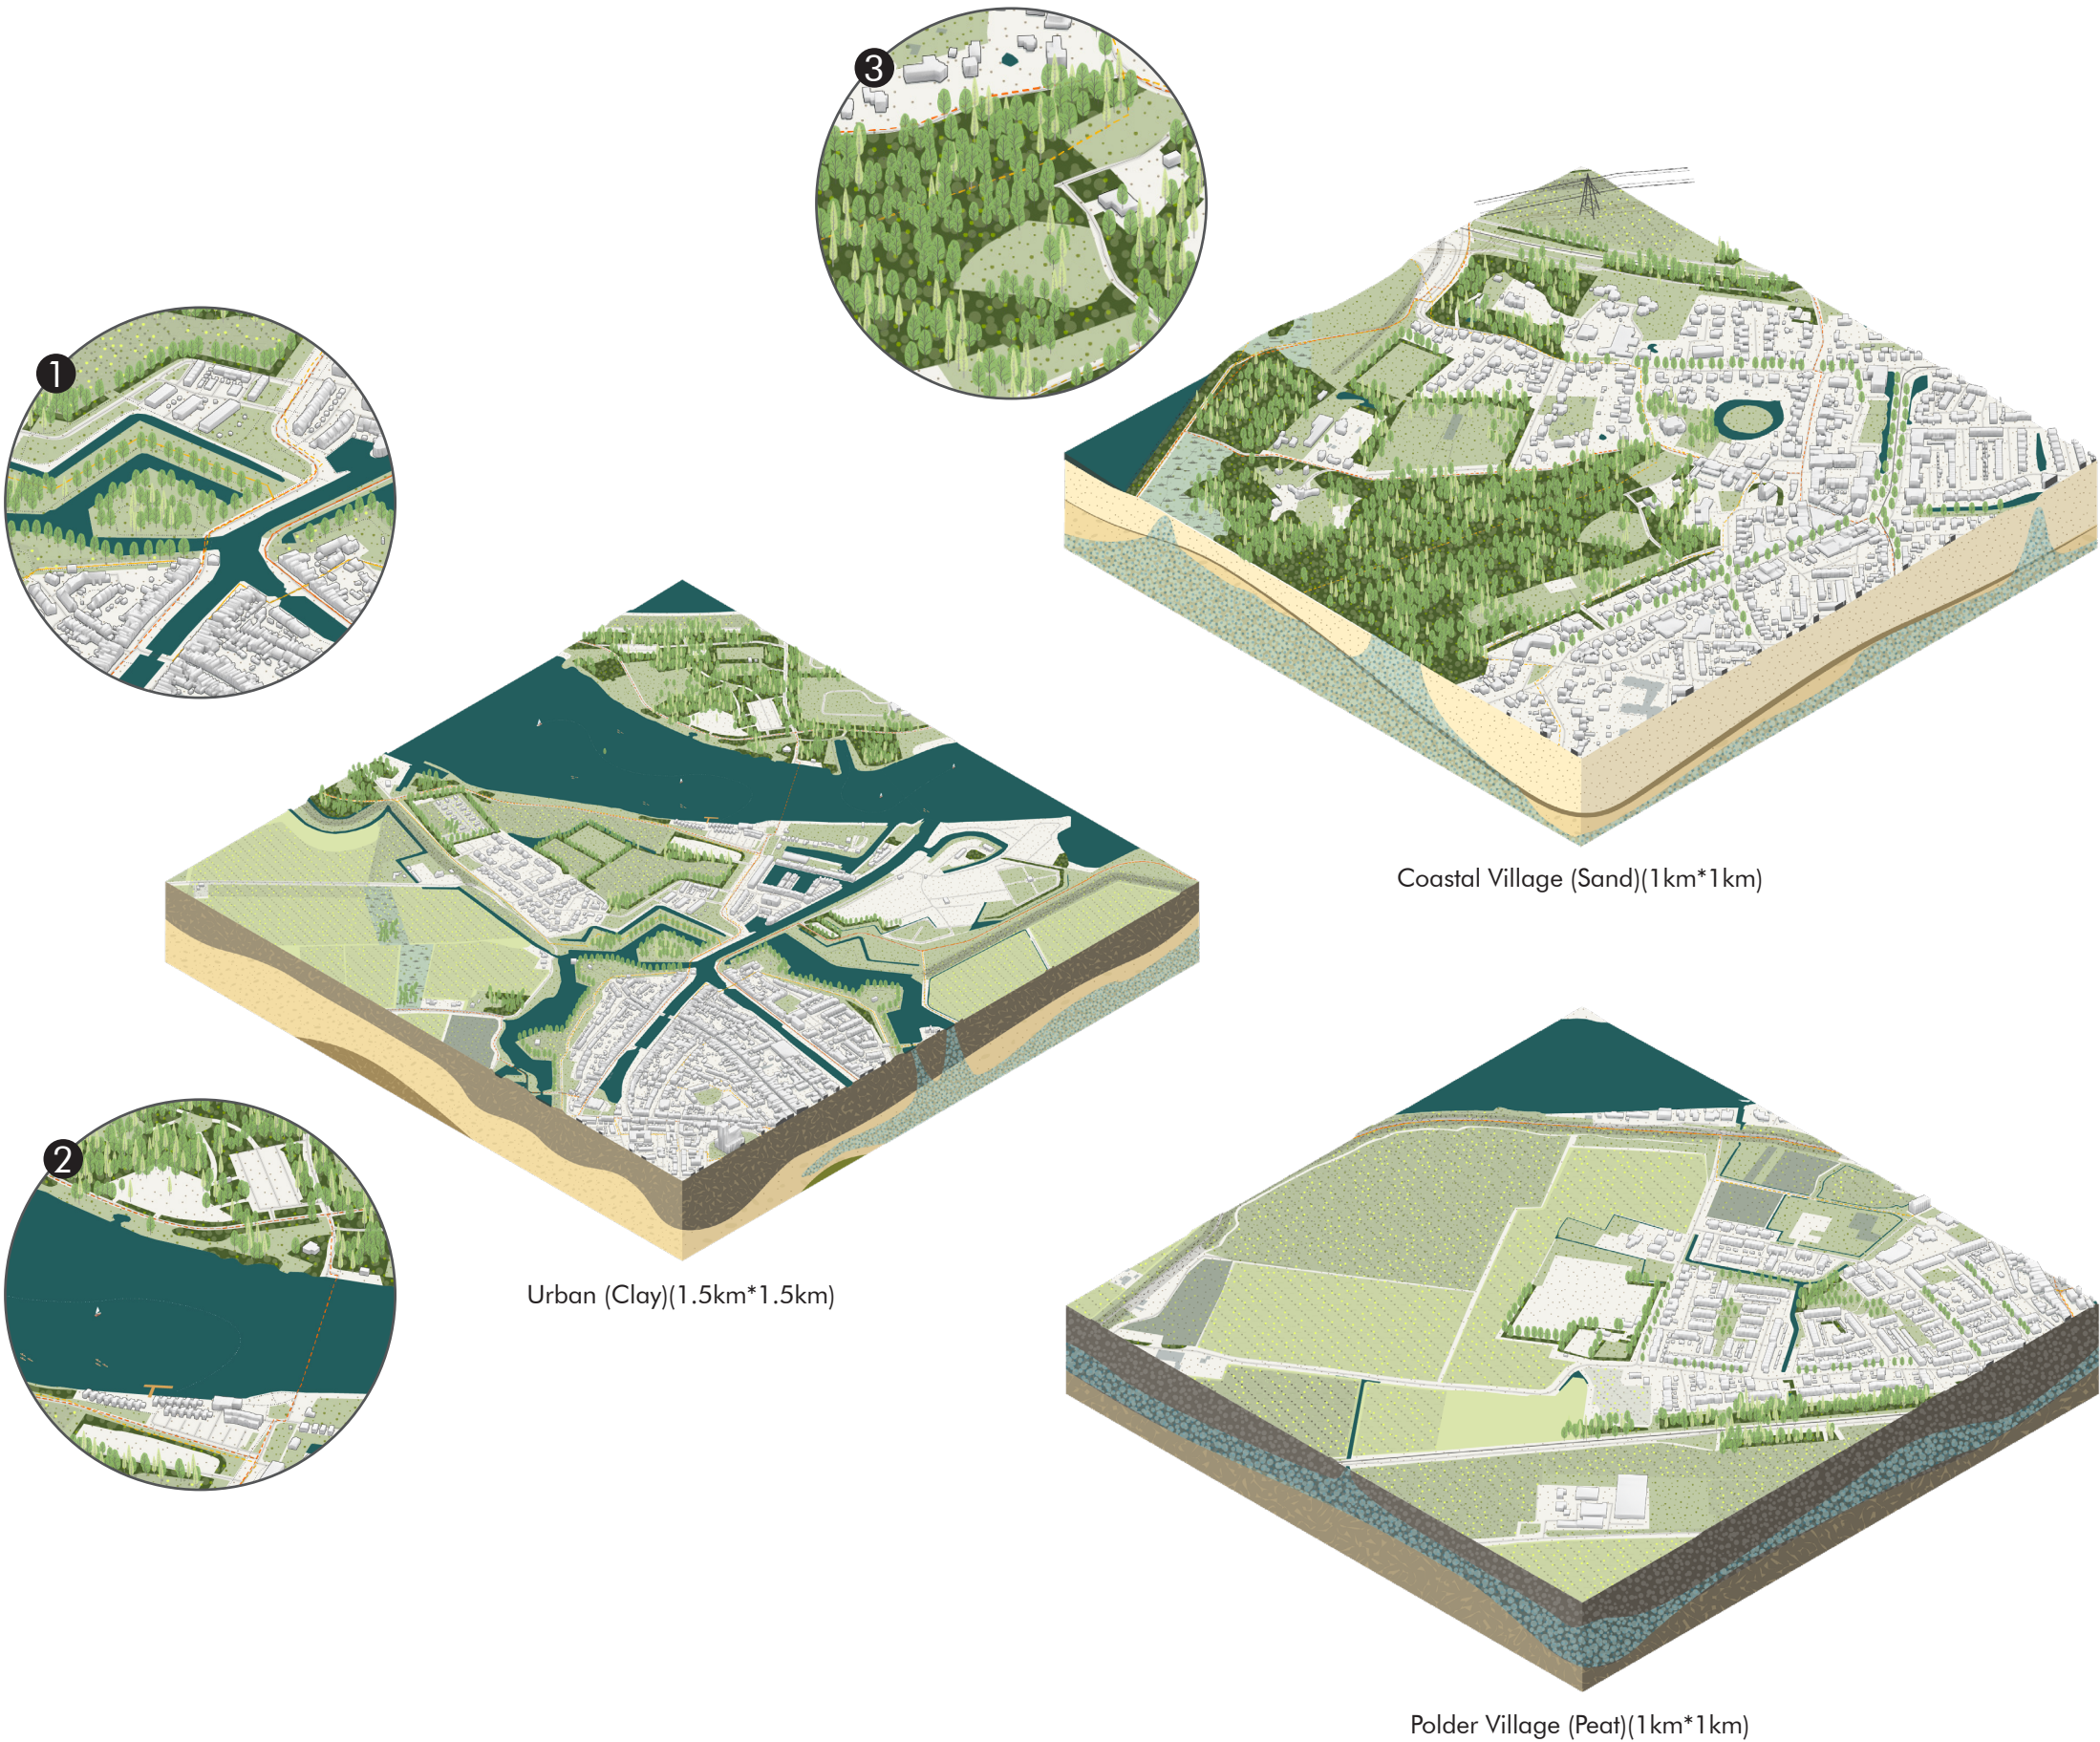 3
1
Coastal Village (Sand)(1km*1km)
2
Urban (Clay)(1.5km*1.5km)
Polder Village (Peat)(1km*1km)